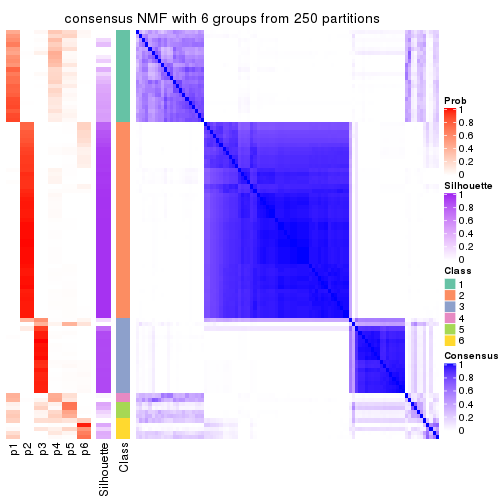 consensus NMF with 6 groups from 250 partitions
Prob
1
0.8
0.6
0.4
0.2
0
Silhouette
1
0.8
0.6
0.4
0.2
0
Class
1
2
3
4
5
6
Consensus
1
0.8
0.6
0.4
0.2
0
p1
p2
p3
p4
p5
p6
Silhouette
Class